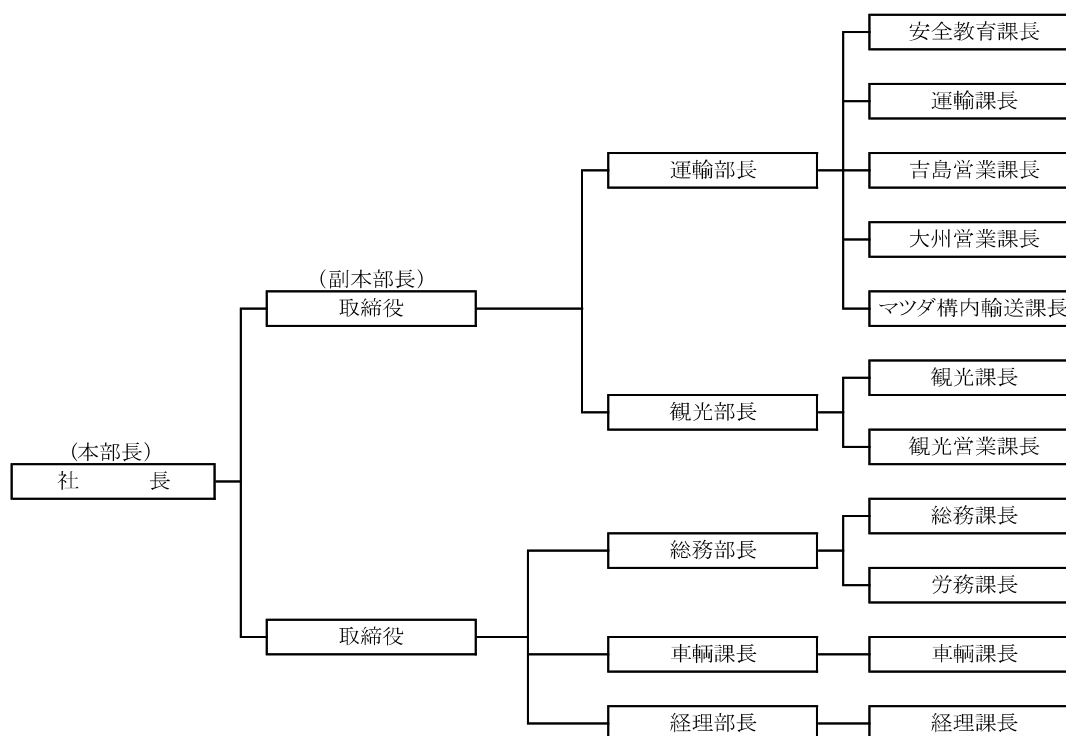 安全教育課長
運輸課長
運輸部長
吉島営業課長
大州営業課長
(副本部長)
取締役
マツダ構内輸送課長
観光課長
観光部長
観光営業課長
(本部長)
社　　　長
総務課長
総務部長
労務課長
取締役
車輌課長
車輌課長
経理部長
経理課長